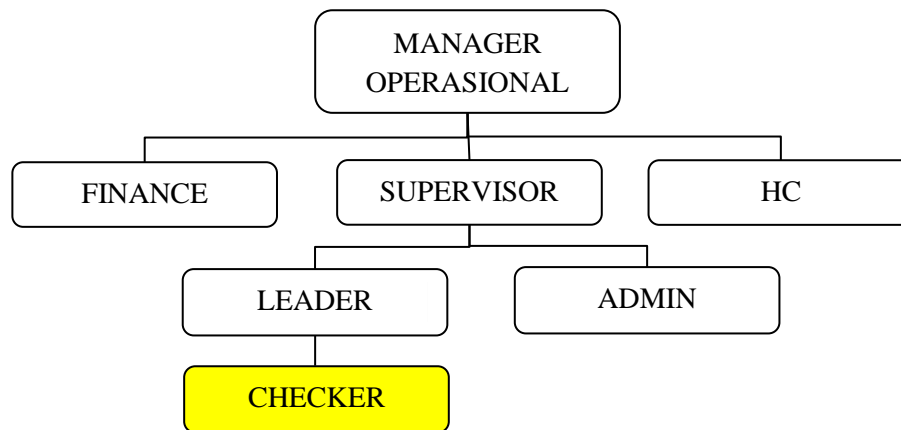 MANAGER
OPERASIONAL
FINANCE
SUPERVISOR
HC
LEADER
ADMIN
CHECKER